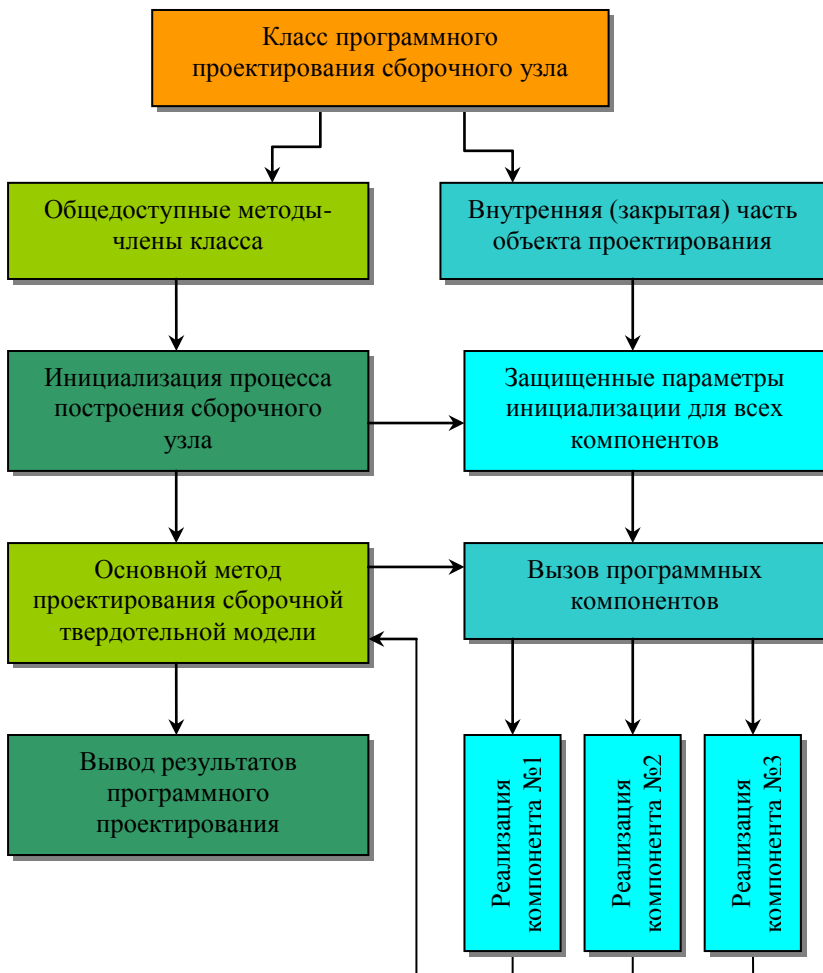 Класс программного
проектирования сборочного узла
Общедоступные методы-
члены класса
Внутренняя (закрытая) часть
объекта проектирования
Инициализация процесса
построения сборочного
узла
Защищенные параметры
инициализации для всех
компонентов
Основной метод
проектирования сборочной
твердотельной модели
Вызов программных
компонентов
Вывод результатов
программного
проектирования
Реализация
компонента №1
Реализация
компонента №2
Реализация
компонента №3